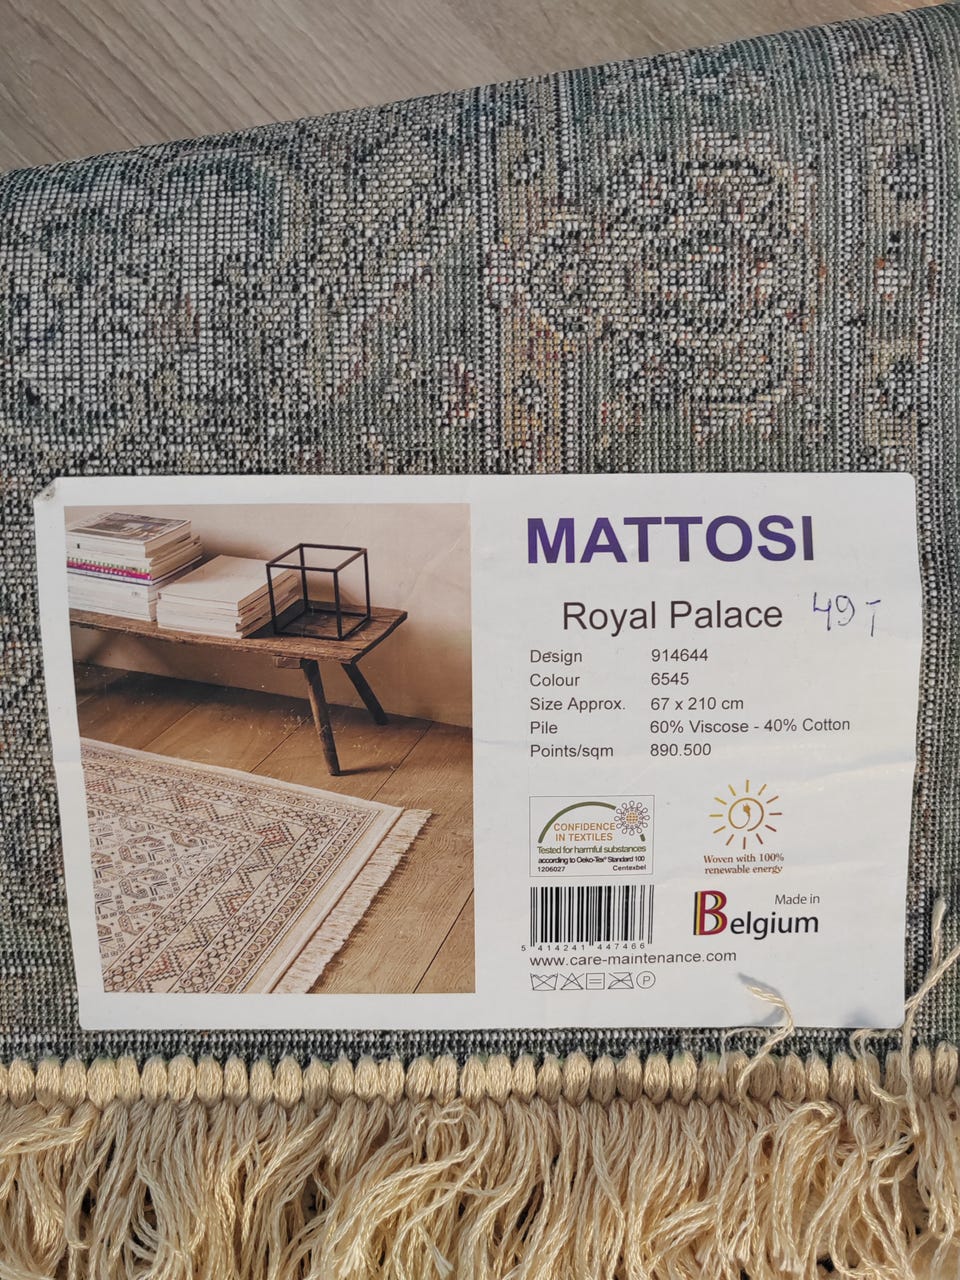 MATTOSI
Royal Palace 49,-
Design 914644
Colour 6545
Size Approx. 67 x 210 cm
Pile 60% Viscose - 40% Cotton
Points/sqm 890.500
CONFIDENCE
IN TEXTILES
Tested for harmful substances
according to Oeko-Tex® Standard 100
1206027 Centexbel
Woven with 100%
renewable energy
Made in
Belgium
5 414241 447466
www.care-maintenance.com
P